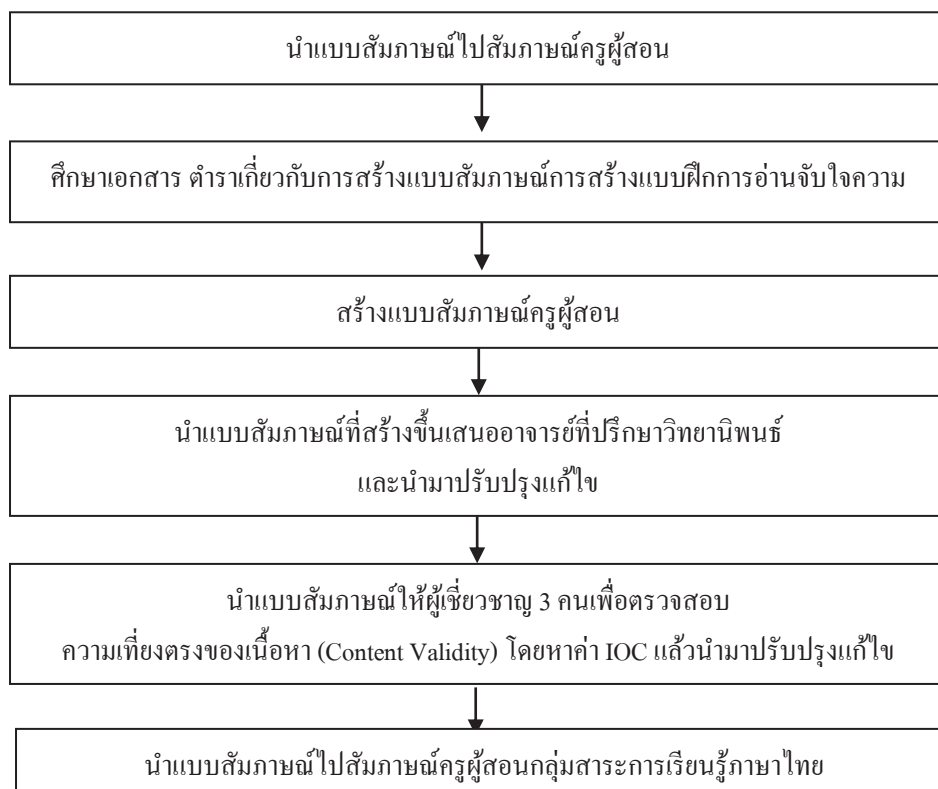 นำแบบสัมภาษณ์ไปสัมภาษณ์ครูผู้สอน
ศึกษาเอกสาร ตำราเกี่ยวกับการสร้างแบบสัมภาษณ์การสร้างแบบฝึกการอ่านจับใจความ
สร้างแบบสัมภาษณ์ครูผู้สอน
นำแบบสัมภาษณ์ที่สร้างขึ้นเสนออาจารย์ที่ปรึกษาวิทยานิพนธ์
และนำมาปรับปรุงแก้ไข
นำแบบสัมภาษณ์ให้ผู้เชี่ยวชาญ 3 คนเพื่อตรวจสอบ
ความเที่ยงตรงของเนื้อหา (Content Validity) โดยหาค่า IOC แล้วนำมาปรับปรุงแก้ไข
นำแบบสัมภาษณ์ไปสัมภาษณ์ครูผู้สอนกลุ่มสาระการเรียนรู้ภาษาไทย